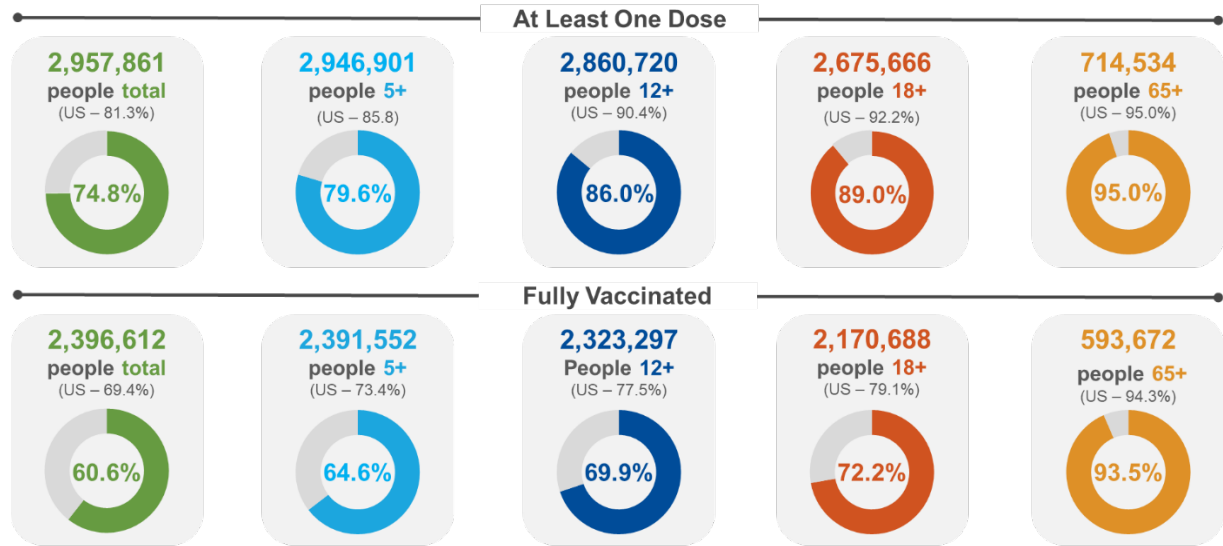 At Least One Dose
2,957,861
people total
(US – 81.3%)
74.8%
2,946,901
people 5+
(US – 85.8)
79.6%
2,860,720
people 12+
(US – 90.4%)
86.0%
2,675,666
people 18+
(US – 92.2%)
89.0%
714,534
people 65+
(US – 95.0%)
95.0%
Fully Vaccinated
2,396,612
people total
(US – 69.4%)
60.6%
2,391,552
people 5+
(US – 73.4%)
64.6%
2,323,297
People 12+
(US – 77.5%)
69.9%
2,170,688
people 18+
(US – 79.1%)
72.2%
593,672
people 65+
(US – 94.3%)
93.5%